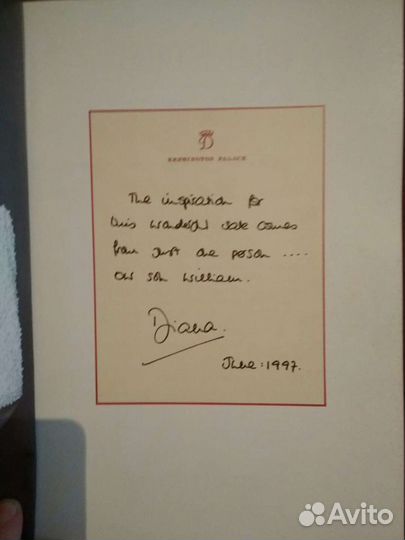 D
KENSINGTON PALACE
The inspiration for
this wonderful sale comes
from just one person ....
our son William.
Diana.
June: 1997.
Avito